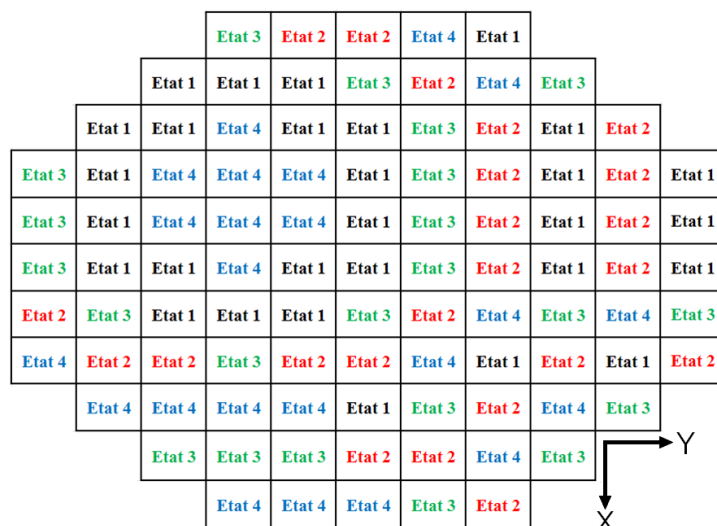 Etat 3 Etat 2 Etat 2 Etat 4 Etat 1
Etat 1 Etat 1 Etat 1 Etat 3 Etat 2 Etat 4 Etat 3
Etat 1 Etat 1 Etat 4 Etat 1 Etat 1 Etat 3 Etat 2 Etat 1 Etat 2
Etat 3 Etat 1 Etat 4 Etat 4 Etat 4 Etat 1 Etat 3 Etat 2 Etat 1 Etat 2 Etat 1
Etat 3 Etat 1 Etat 4 Etat 4 Etat 4 Etat 1 Etat 3 Etat 2 Etat 1 Etat 2 Etat 1
Etat 3 Etat 1 Etat 1 Etat 4 Etat 1 Etat 1 Etat 3 Etat 2 Etat 1 Etat 2 Etat 1
Etat 2 Etat 3 Etat 1 Etat 1 Etat 1 Etat 3 Etat 2 Etat 4 Etat 3 Etat 4 Etat 3
Etat 4 Etat 2 Etat 2 Etat 3 Etat 2 Etat 2 Etat 4 Etat 1 Etat 2 Etat 1 Etat 2
Etat 4 Etat 4 Etat 4 Etat 4 Etat 1 Etat 3 Etat 2 Etat 4 Etat 3
Etat 3 Etat 3 Etat 3 Etat 2 Etat 2 Etat 4 Etat 3 Y
Etat 4 Etat 4 Etat 4 Etat 3 Etat 2 X